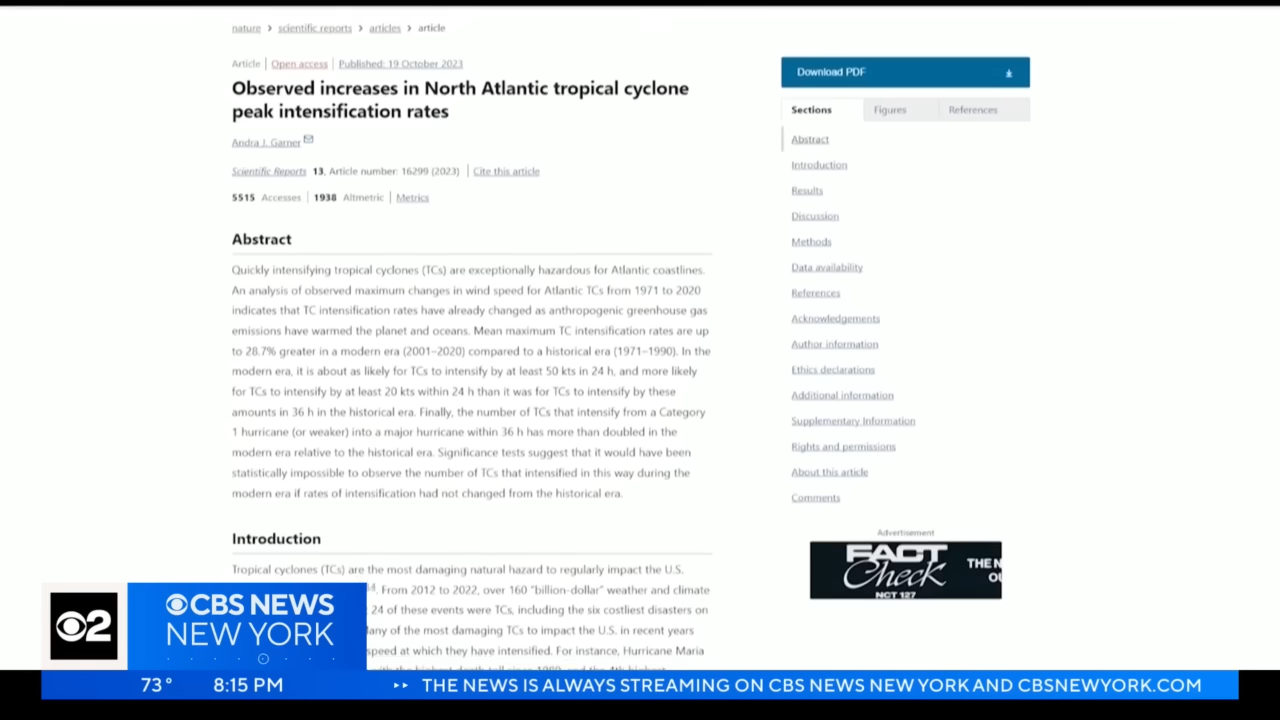 nature > scientific reports > articles > article
Article | Open access | Published: 19 October 2023
Observed increases in North Atlantic tropical cyclone
peak intensification rates
Andra J. Garner
Scientific Reports 13, Article number: 16299 (2023) | Cite this article
5515 Accesses | 1938 Altmetric | Metrics
Abstract
Quickly intensifying tropical cyclones (TCs) are exceptionally hazardous for Atlantic coastlines.
An analysis of observed maximum changes in wind speed for Atlantic TCs from 1971 to 2020
indicates that TC intensification rates have already changed as anthropogenic greenhouse gas
emissions have warmed the planet and oceans. Mean maximum TC intensification rates are up
to 28.7% greater in a modern era (2001–2020) compared to a historical era (1971–1990). In the
modern era, it is about as likely for TCs to intensify by at least 50 kts in 24 h, and more likely
for TCs to intensify by at least 20 kts within 24 h than it was for TCs to intensify by these
amounts in 36 h in the historical era. Finally, the number of TCs that intensify from a Category
1 hurricane (or weaker) into a major hurricane within 36 h has more than doubled in the
modern era relative to the historical era. Significance tests suggest that it would have been
statistically impossible to observe the number of TCs that intensified in this way during the
modern era if rates of intensification had not changed from the historical era.
Introduction
Tropical cyclones (TCs) are the most damaging natural hazard to regularly impact the U.S.
. From 2012 to 2022, over 160 "billion-dollar" weather and climate
24 of these events were TCs, including the six costliest disasters on
any of the most damaging TCs to impact the U.S. in recent years
speed at which they have intensified. For instance, Hurricane Maria
Download PDF
Sections Figures References
Abstract
Introduction
Results
Discussion
Methods
Data availability
References
Acknowledgements
Author information
Ethics declarations
Additional information
Supplementary Information
Rights and permissions
About this article
Comments
Advertisement
FACT
Check
NCT 127
THE N
OU
2
CBS NEWS
NEW YORK
73° 8:15 PM THE NEWS IS ALWAYS STREAMING ON CBS NEWS NEW YORK AND CBSNEWYORK.COM